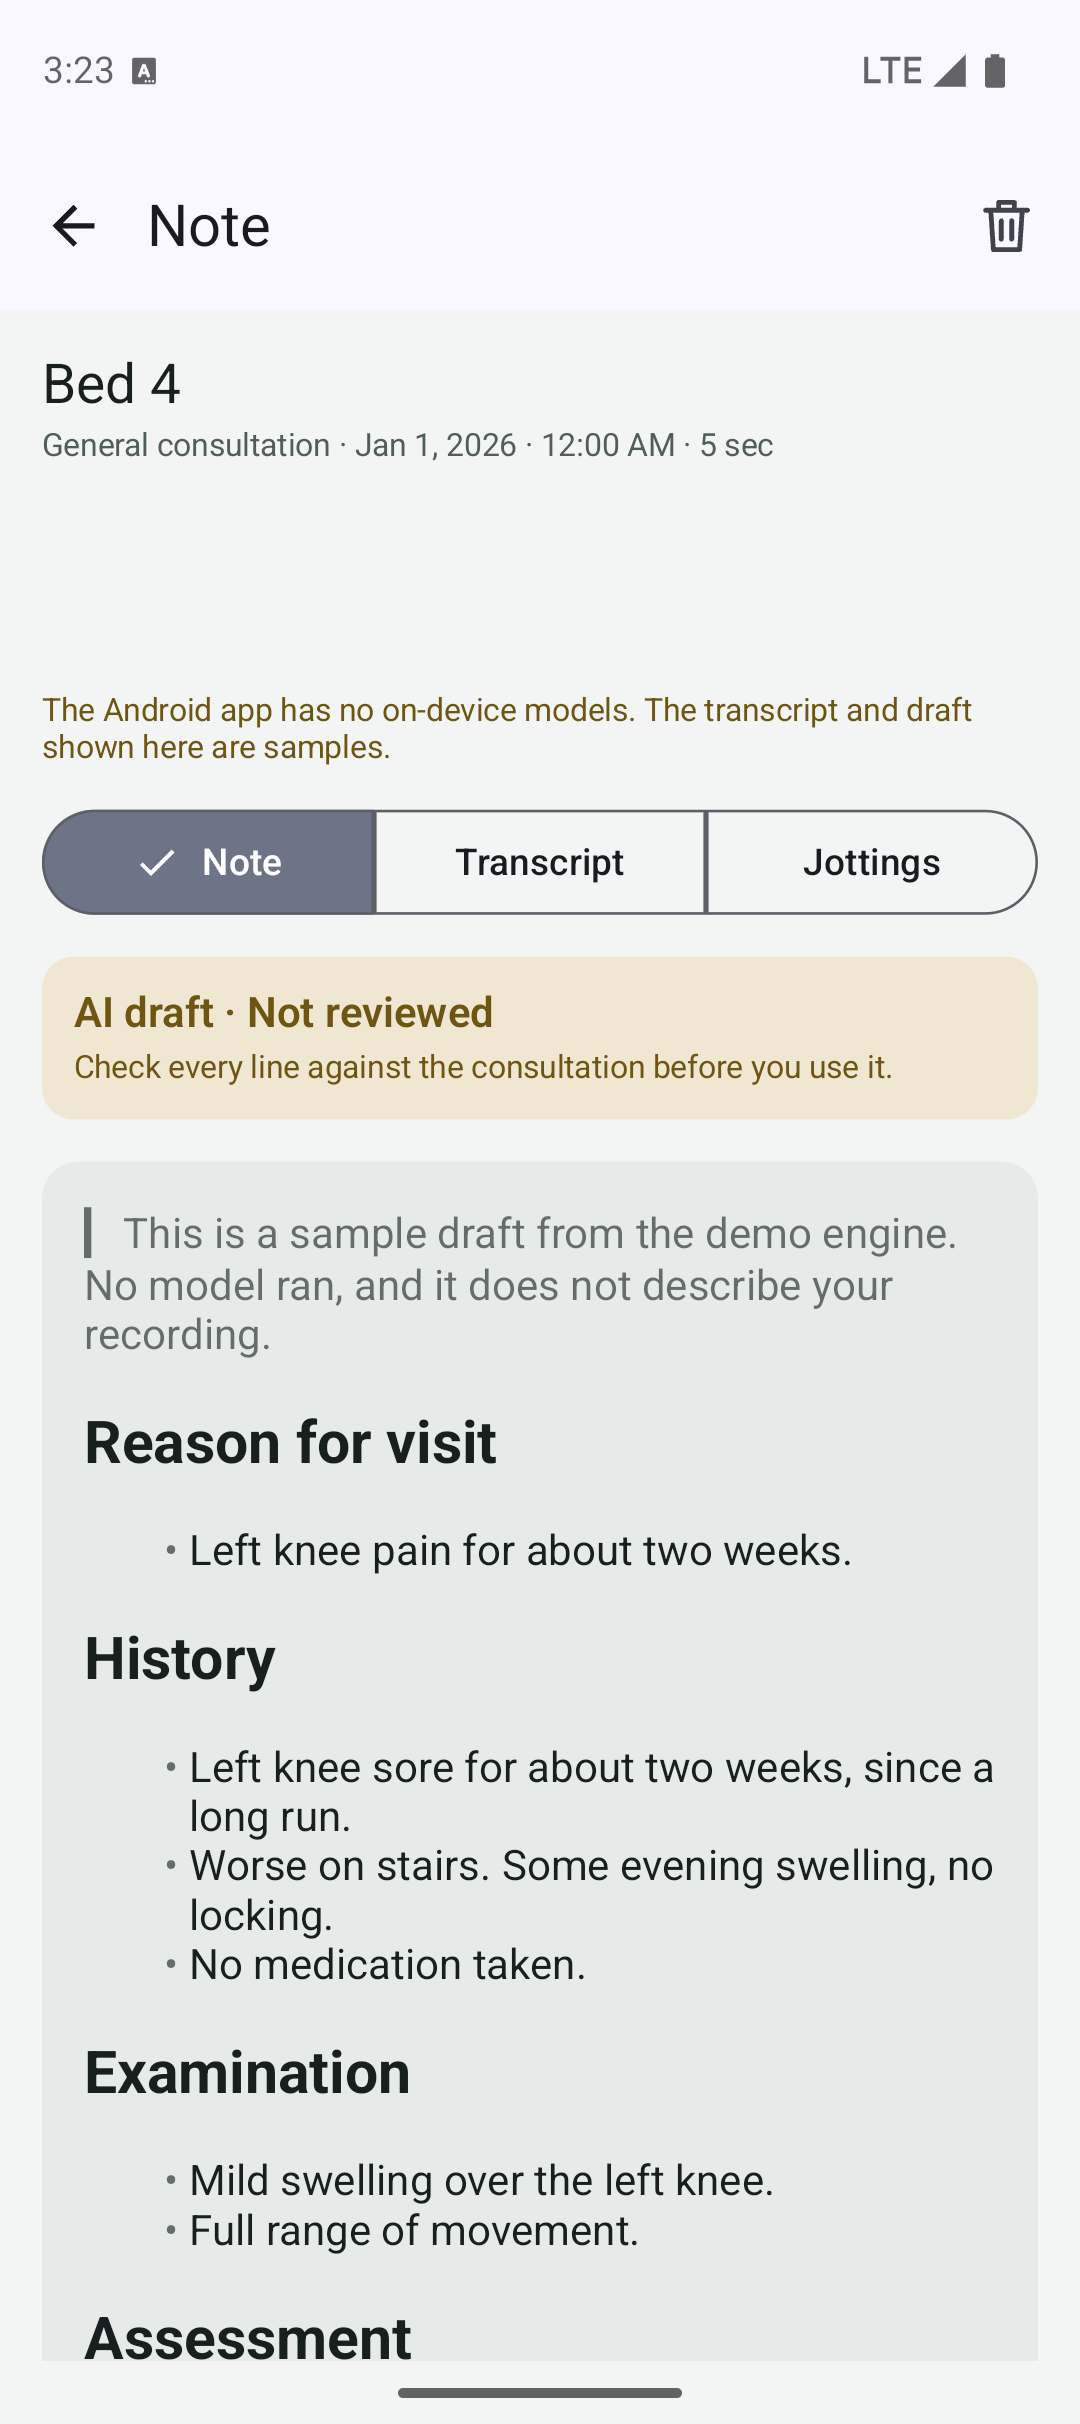 3:23
LTE
Note
Bed 4
General consultation · Jan 1, 2026 · 12:00 AM · 5 sec
The Android app has no on-device models. The transcript and draft
shown here are samples.
Note
Transcript
Jottings
AI draft · Not reviewed
Check every line against the consultation before you use it.
This is a sample draft from the demo engine.
No model ran, and it does not describe your
recording.
Reason for visit
• Left knee pain for about two weeks.
History
• Left knee sore for about two weeks, since a
long run.
• Worse on stairs. Some evening swelling, no
locking.
• No medication taken.
Examination
• Mild swelling over the left knee.
• Full range of movement.
Assessment